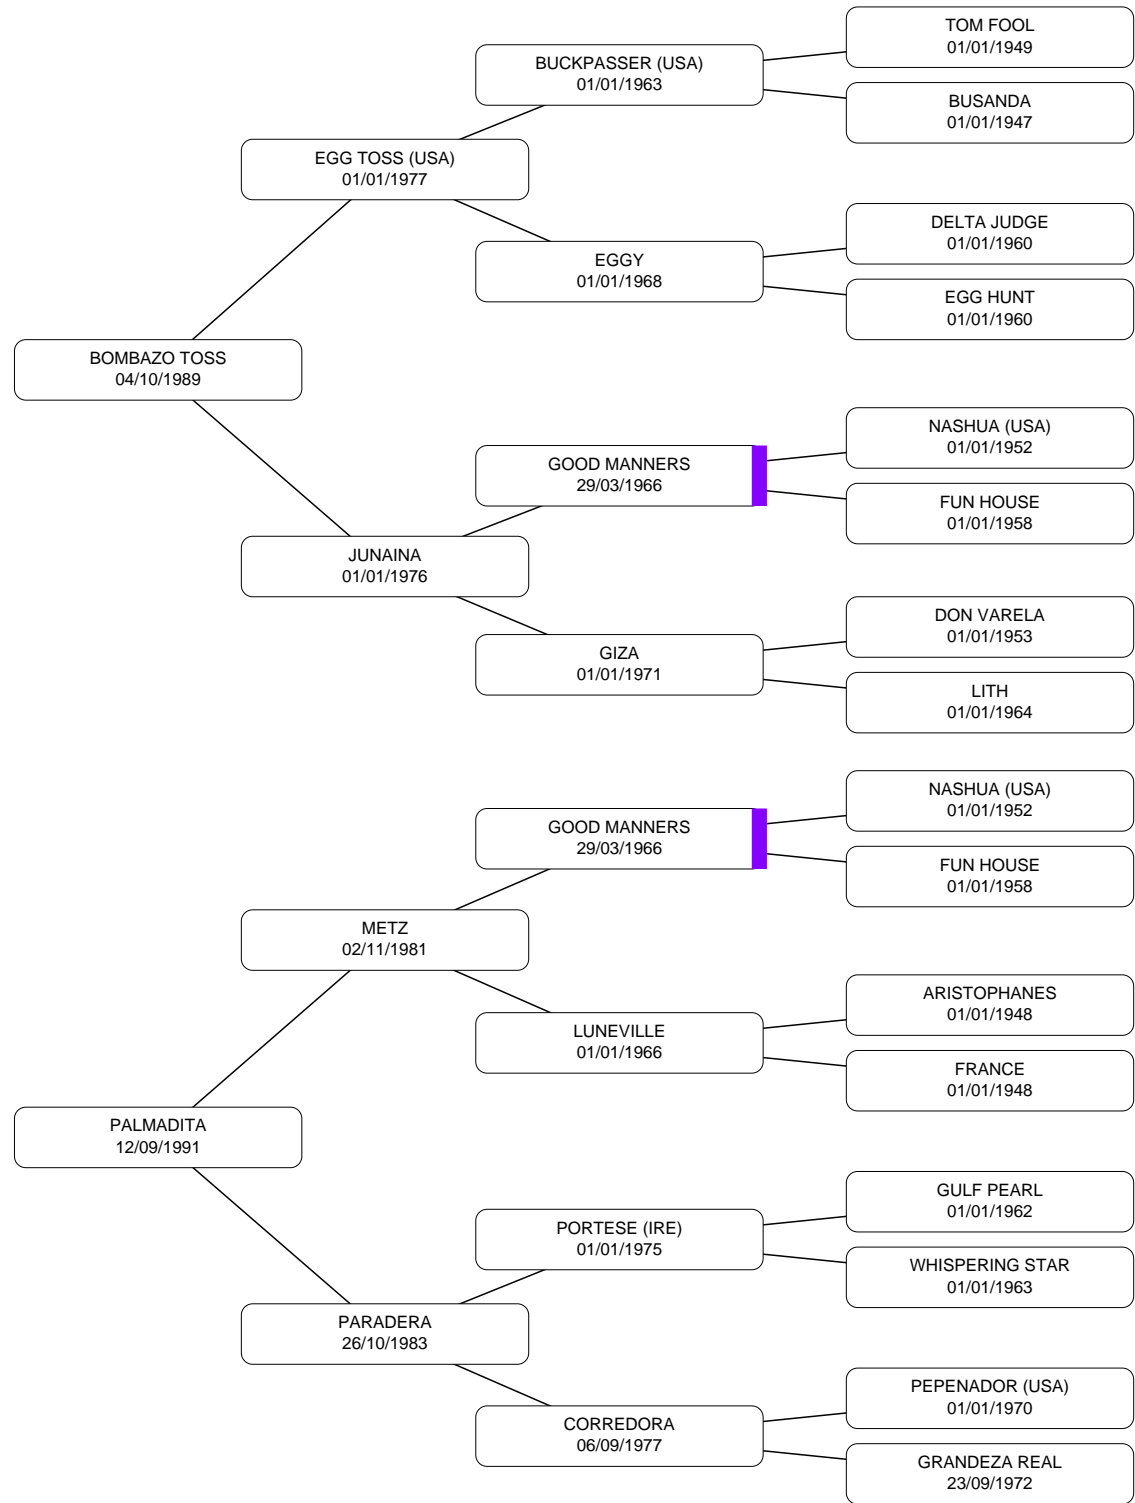 TOM FOOL
01/01/1949
BUCKPASSER (USA)
01/01/1963
BUSANDA
01/01/1947
EGG TOSS (USA)
01/01/1977
DELTA JUDGE
01/01/1960
EGGY
01/01/1968
EGG HUNT
01/01/1960
BOMBAZO TOSS
04/10/1989
NASHUA (USA)
01/01/1952
GOOD MANNERS
29/03/1966
FUN HOUSE
01/01/1958
JUNAINA
01/01/1976
DON VARELA
01/01/1953
GIZA
01/01/1971
LITH
01/01/1964
NASHUA (USA)
01/01/1952
GOOD MANNERS
29/03/1966
FUN HOUSE
01/01/1958
METZ
02/11/1981
ARISTOPHANES
01/01/1948
LUNEVILLE
01/01/1966
FRANCE
01/01/1948
PALMADITA
12/09/1991
GULF PEARL
01/01/1962
PORTESE (IRE)
01/01/1975
WHISPERING STAR
01/01/1963
PARADERA
26/10/1983
PEPENADOR (USA)
01/01/1970
CORREDORA
06/09/1977
GRANDEZA REAL
23/09/1972